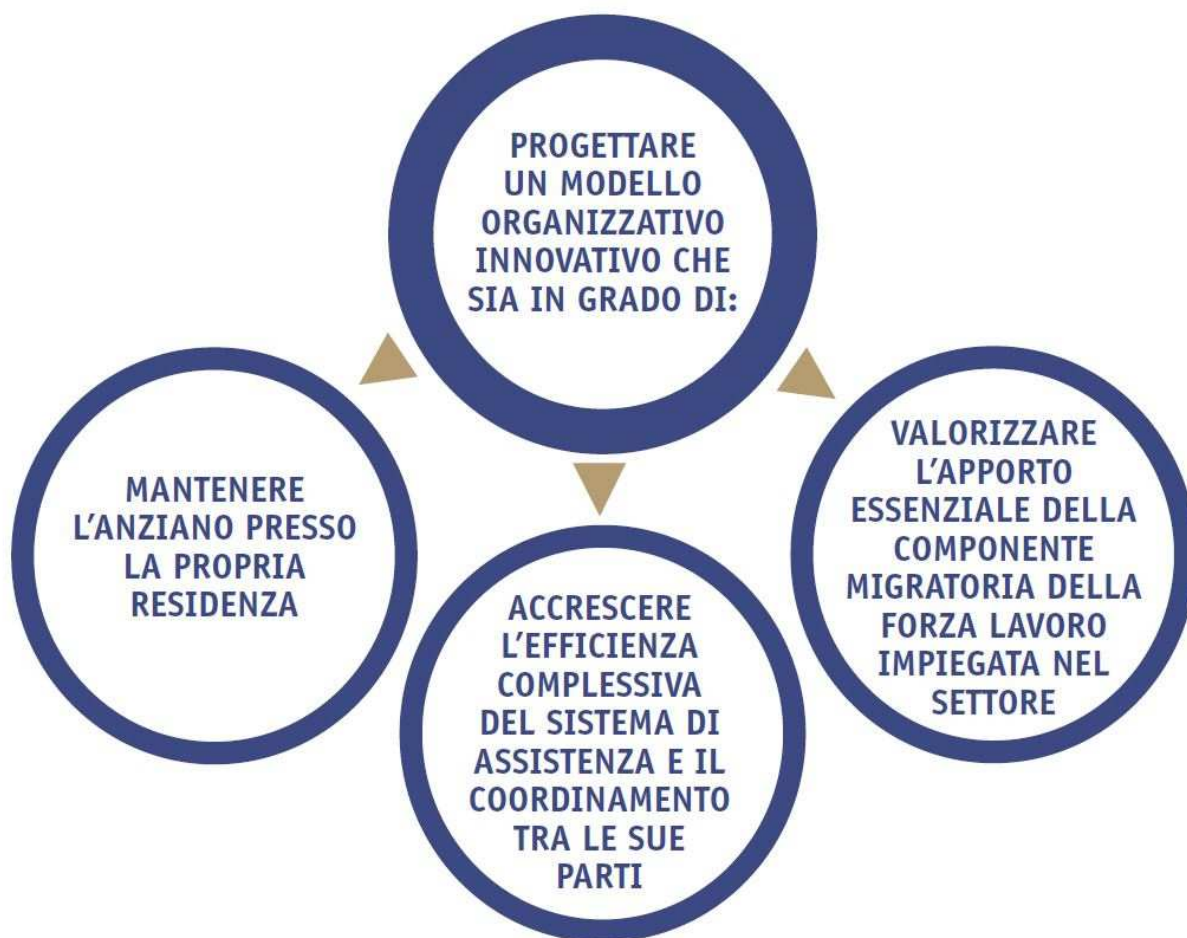 PROGETTARE
UN MODELLO
ORGANIZZATIVO
INNOVATIVO CHE
SIA IN GRADO DI:
MANTENERE
L’ANZIANO PRESSO
LA PROPRIA
RESIDENZA
ACCRESCERE
L’EFFICIENZA
COMPLESSIVA
DEL SISTEMA DI
ASSISTENZA E IL
COORDINAMENTO
TRA LE SUE
PARTI
VALORIZZARE
L’APPORTO
ESSENZIALE DELLA
COMPONENTE
MIGRATORIA DELLA
FORZA LAVORO
IMPIEGATA NEL
SETTORE